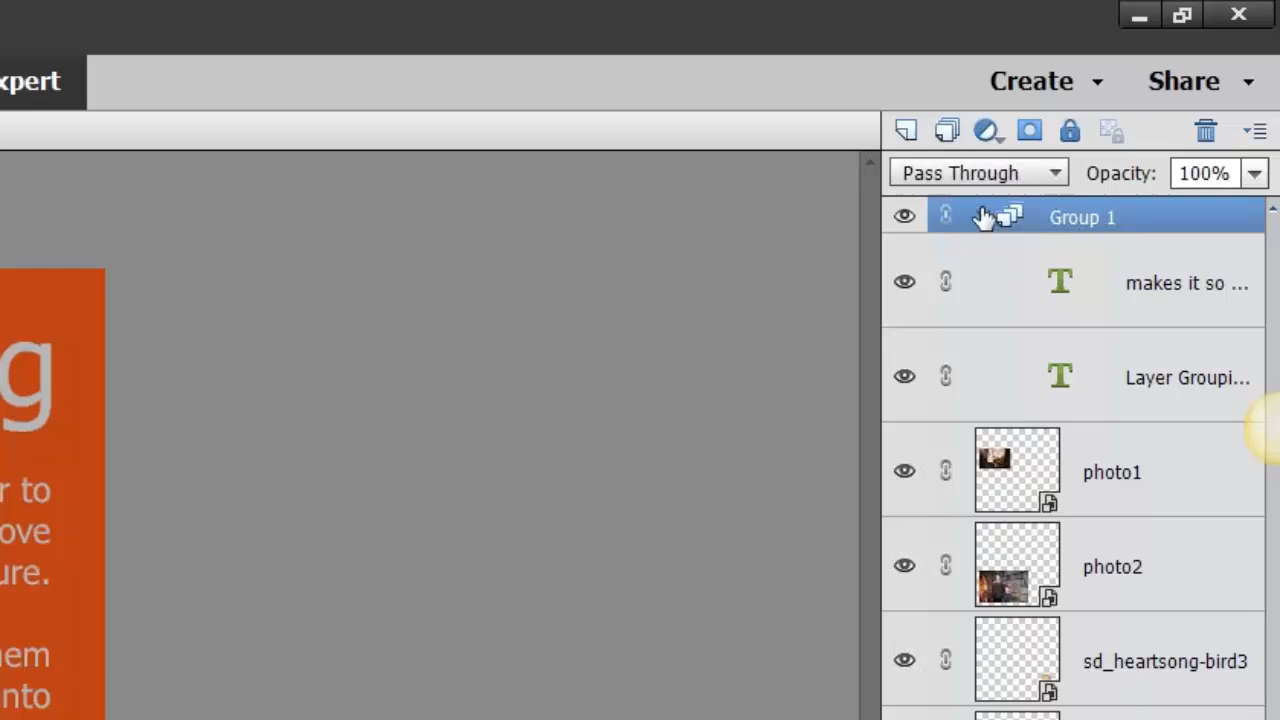 xpert
Create
Share
Pass Through
Opacity: 100%
Group 1
T makes it so ...
T Layer Groupi...
photo1
photo2
sd_heartsong-bird3
g
r to
ove
ure.
nem
nto